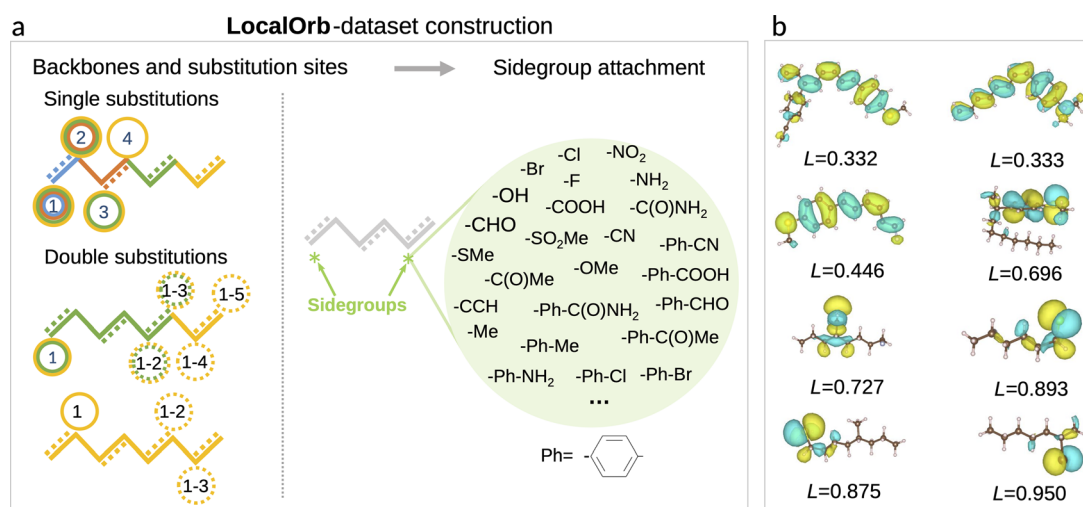 a
LocalOrb-dataset construction
Backbones and substitution sites
Sidegroup attachment
Single substitutions
2
4
1
3
Double substitutions
1-3
1-5
1
1-2
1-4
1
1-2
1-3
* *
Sidegroups
-Cl -NO₂
-Br -F -NH₂
-OH -COOH -C(O)NH₂
-CHO -SO₂Me -CN -Ph-CN
-SMe -C(O)Me -OMe -Ph-COOH
-CCH -Ph-C(O)NH₂ -Ph-CHO
-Me -Ph-Me -Ph-C(O)Me
-Ph-NH₂ -Ph-Cl -Ph-Br
...
Ph= - -
b
L=0.332 L=0.333
L=0.446 L=0.696
L=0.727 L=0.893
L=0.875 L=0.950